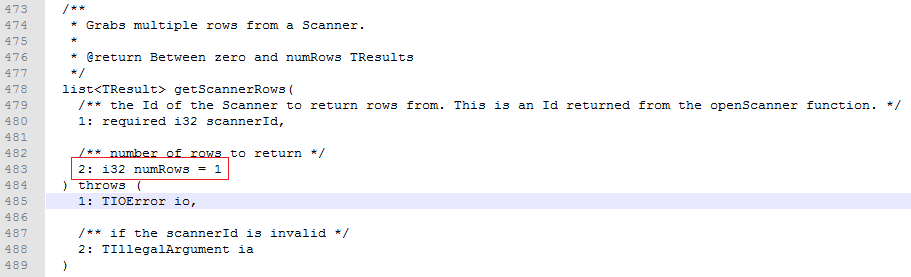 473 /**
474  * Grabs multiple rows from a Scanner.
475  *
476  * @return Between zero and numRows TResults
477  */
478 list<TResult> getScannerRows(
479   /** the Id of the Scanner to return rows from. This is an Id returned from the openScanner function. */
480   1: required i32 scannerId,
481
482   /** number of rows to return */
483   2: i32 numRows = 1
484 ) throws (
485   1: TIOError io,
486
487   /** if the scannerId is invalid */
488   2: TIllegalArgument ia
489 )